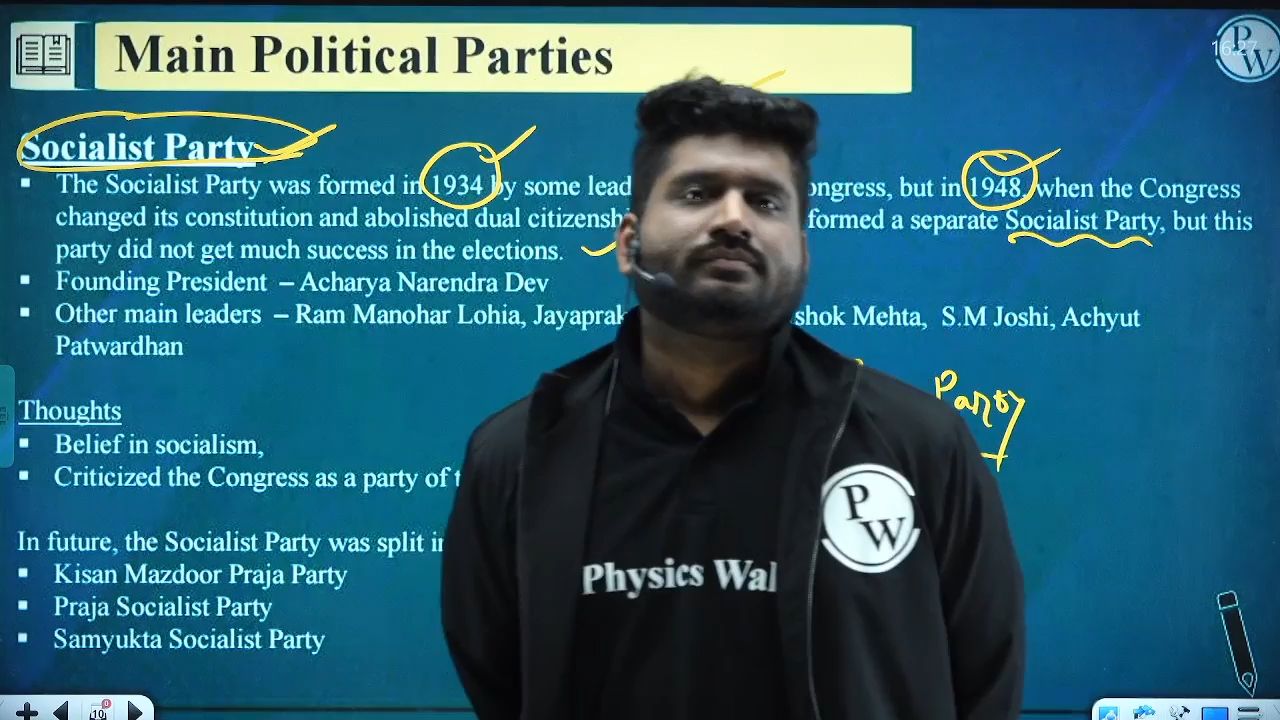 Main Political Parties
P
W
16:27
Socialist Party
▪ The Socialist Party was formed in 1934 by some lead ongress, but in 1948, when the Congress
changed its constitution and abolished dual citizenshi formed a separate Socialist Party, but this
party did not get much success in the elections.
▪ Founding President – Acharya Narendra Dev
▪ Other main leaders – Ram Manohar Lohia, Jayaprak shok Mehta, S.M Joshi, Achyut
Patwardhan
Party
Thoughts
▪ Belief in socialism,
▪ Criticized the Congress as a party of t
P
W
In future, the Socialist Party was split in
Physics Wal
▪ Kisan Mazdoor Praja Party
▪ Praja Socialist Party
▪ Samyukta Socialist Party
10